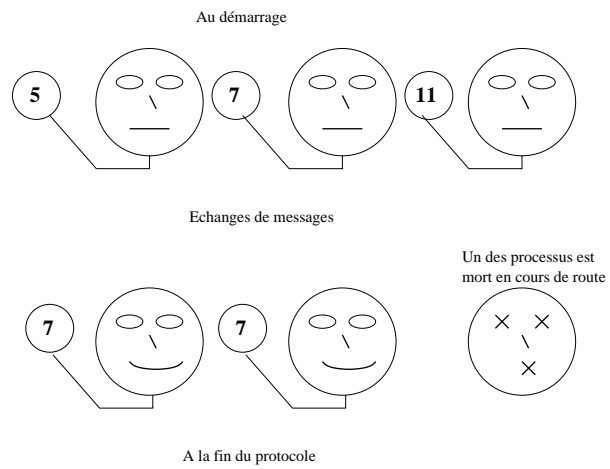 Au démarrage
5 7 11
Echanges de messages
Un des processus est
mort en cours de route
7 7
A la fin du protocole